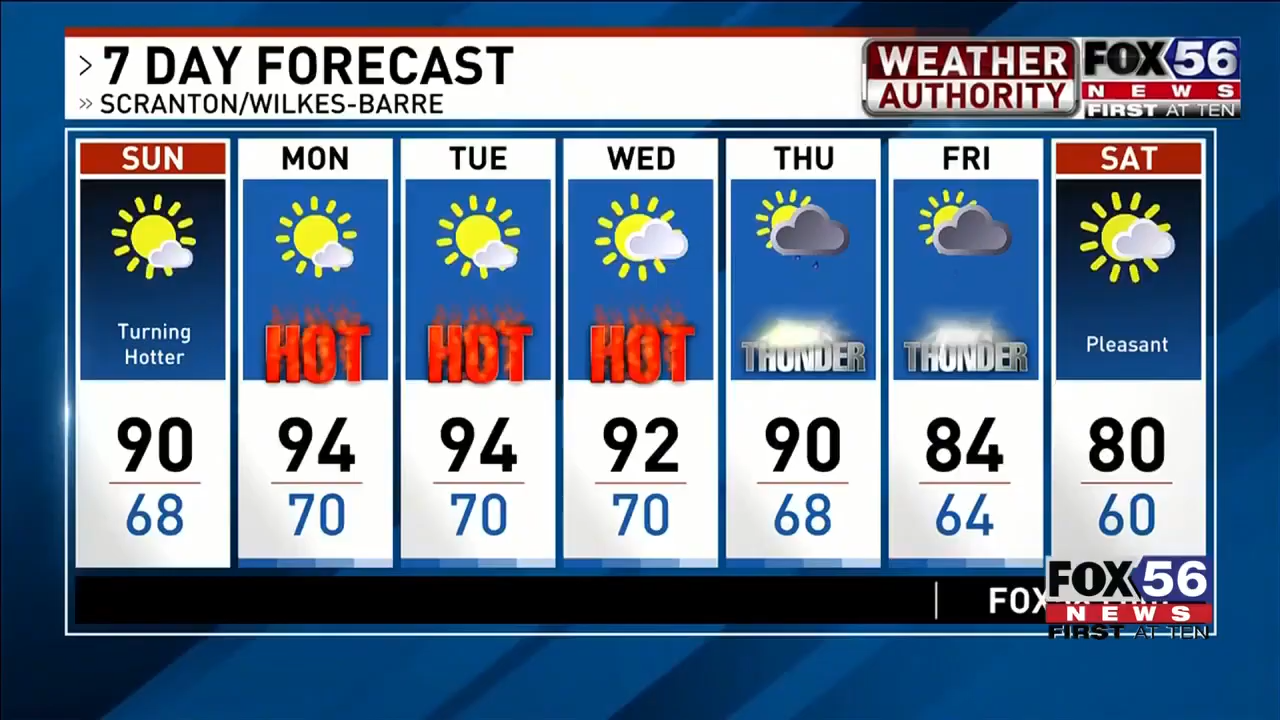 > 7 DAY FORECAST
» SCRANTON/WILKES-BARRE
WEATHER
AUTHORITY
FOX 56
NEWS
FIRST AT TEN
SUN MON TUE WED THU FRI SAT
Turning
Hotter
HOT HOT HOT THUNDER THUNDER Pleasant
90 94 94 92 90 84 80
68 70 70 70 68 64 60
FOX
FOX 56
NEWS
FIRST AT TEN